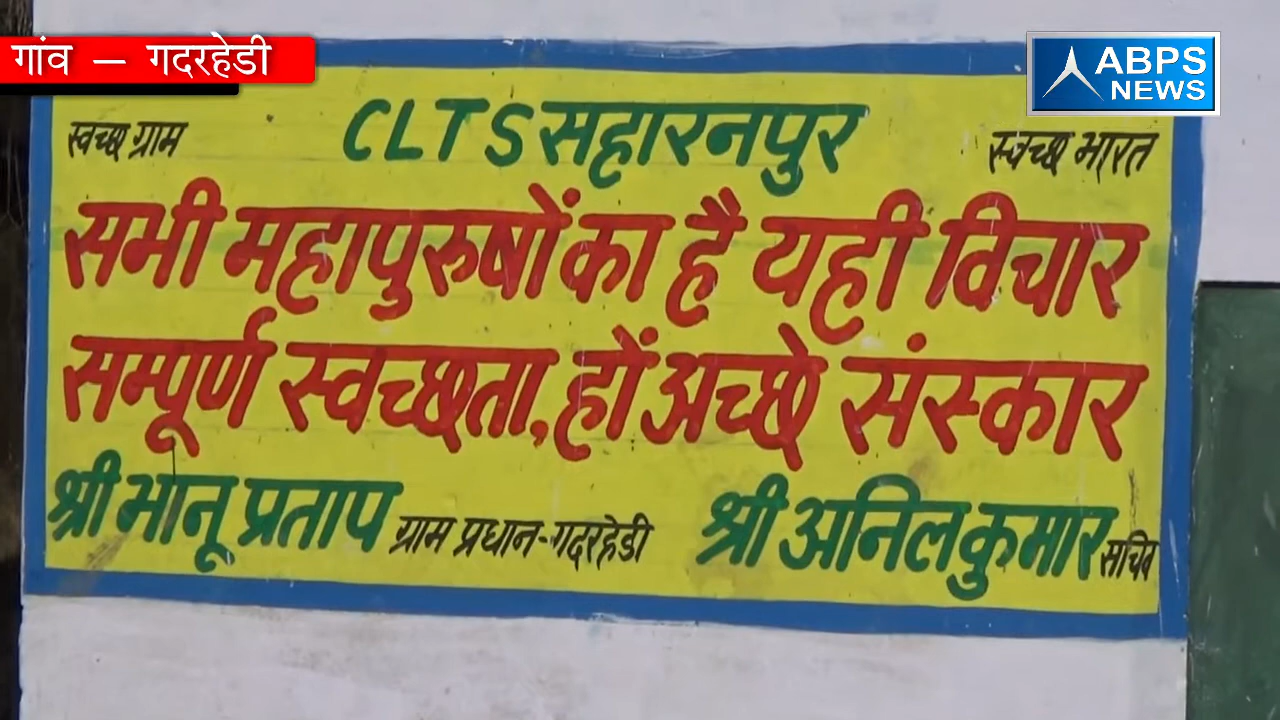 गांव – गदरहेडी
ABPS
NEWS
स्वच्छ ग्राम
CLTS सहारनपुर
स्वच्छ भारत
सभी महापुरुषों का है यही विचार
सम्पूर्ण स्वच्छता, हों अच्छे संस्कार
श्री भानू प्रताप ग्राम प्रधान-गदरहेडी
श्री अनिल कुमार सचिव